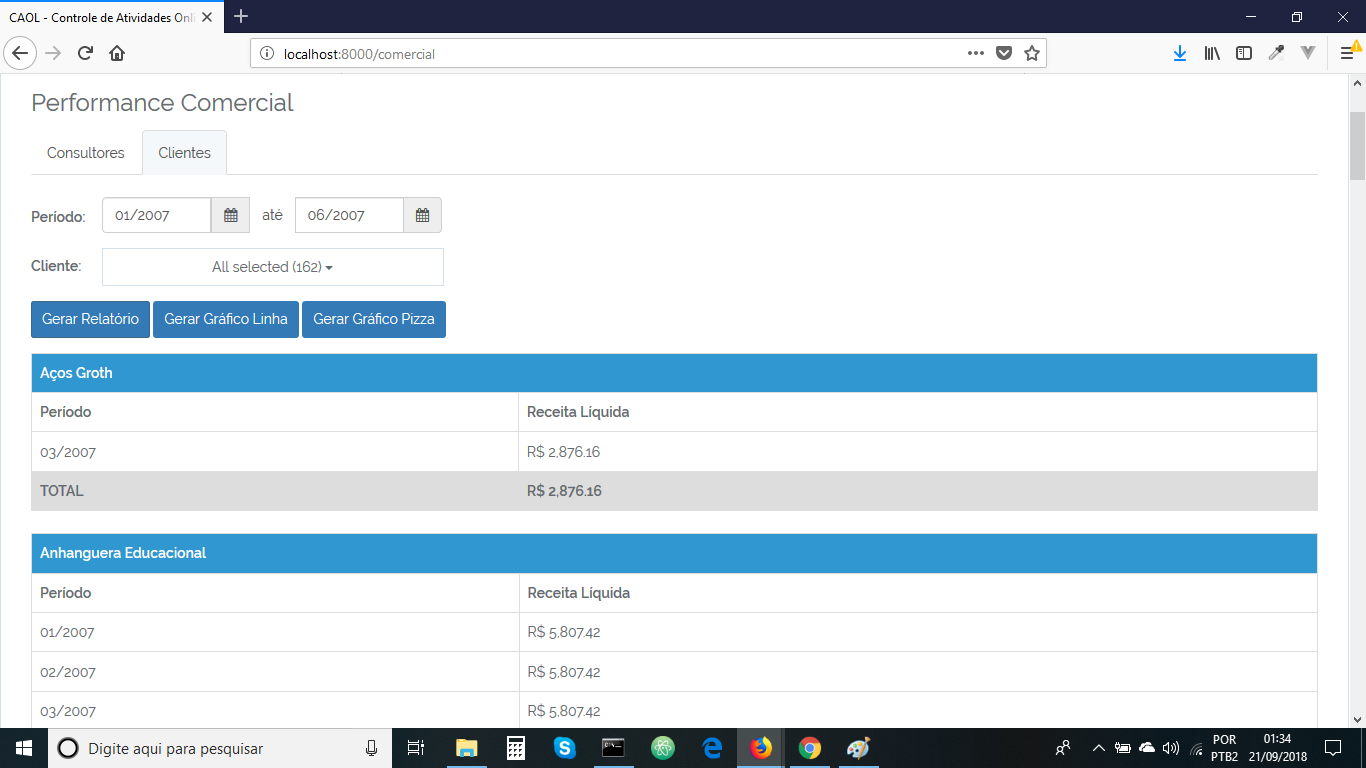 CAOL - Controle de Atividades Onli
localhost:8000/comercial
Performance Comercial
Consultores Clientes
Período: 01/2007 até 06/2007
Cliente: All selected (162)
Gerar Relatório Gerar Gráfico Linha Gerar Gráfico Pizza
Aços Groth
Período Receita Líquida
03/2007 R$ 2,876.16
TOTAL R$ 2,876.16
Anhanguera Educacional
Período Receita Líquida
01/2007 R$ 5,807.42
02/2007 R$ 5,807.42
03/2007 R$ 5,807.42
Digite aqui para pesquisar
POR 01:34
PTB2 21/09/2018